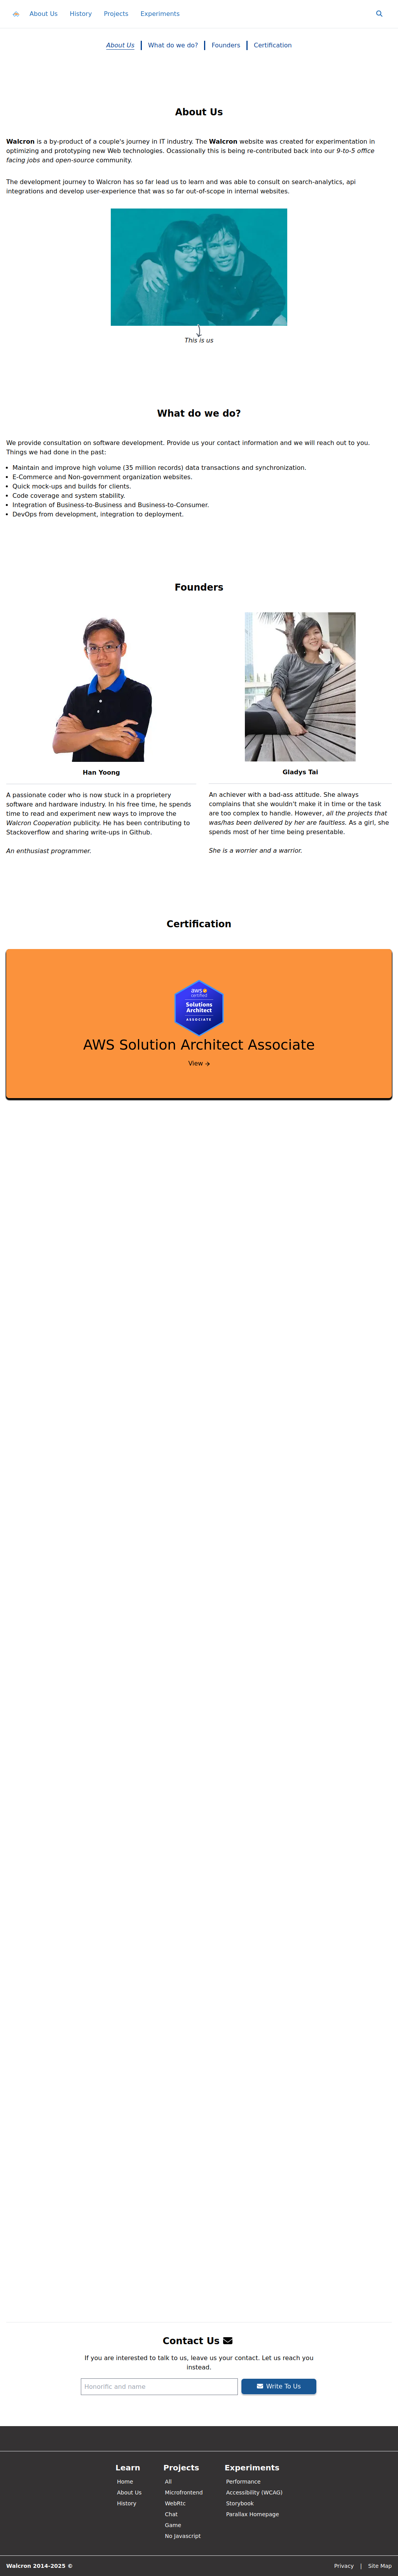 About Us History Projects Experiments
About Us What do we do? Founders Certification
About Us
Walcron is a by-product of a couple's journey in IT industry. The Walcron website was created for experimentation in
optimizing and prototyping new Web technologies. Ocassionally this is being re-contributed back into our 9-to-5 office
facing jobs and open-source community.
The development journey to Walcron has so far lead us to learn and was able to consult on search-analytics, api
integrations and develop user-experience that was so far out-of-scope in internal websites.
This is us
What do we do?
We provide consultation on software development. Provide us your contact information and we will reach out to you.
Things we had done in the past:
• Maintain and improve high volume (35 million records) data transactions and synchronization.
• E-Commerce and Non-government organization websites.
• Quick mock-ups and builds for clients.
• Code coverage and system stability.
• Integration of Business-to-Business and Business-to-Consumer.
• DevOps from development, integration to deployment.
Founders
Han Yoong
A passionate coder who is now stuck in a proprietery
software and hardware industry. In his free time, he spends
time to read and experiment new ways to improve the
Walcron Cooperation publicity. He has been contributing to
Stackoverflow and sharing write-ups in Github.
An enthusiast programmer.
Gladys Tai
An achiever with a bad-ass attitude. She always
complains that she wouldn't make it in time or the task
are too complex to handle. However, all the projects that
was/has been delivered by her are faultless. As a girl, she
spends most of her time being presentable.
She is a worrier and a warrior.
Certification
aws
certified
Solutions
Architect
ASSOCIATE
AWS Solution Architect Associate
View →
Contact Us
If you are interested to talk to us, leave us your contact. Let us reach you
instead.
Honorific and name
Write To Us
Learn
Home
About Us
History
Projects
All
Microfrontend
WebRtc
Chat
Game
No Javascript
Experiments
Performance
Accessibility (WCAG)
Storybook
Parallax Homepage
Walcron 2014-2025 © Privacy | Site Map